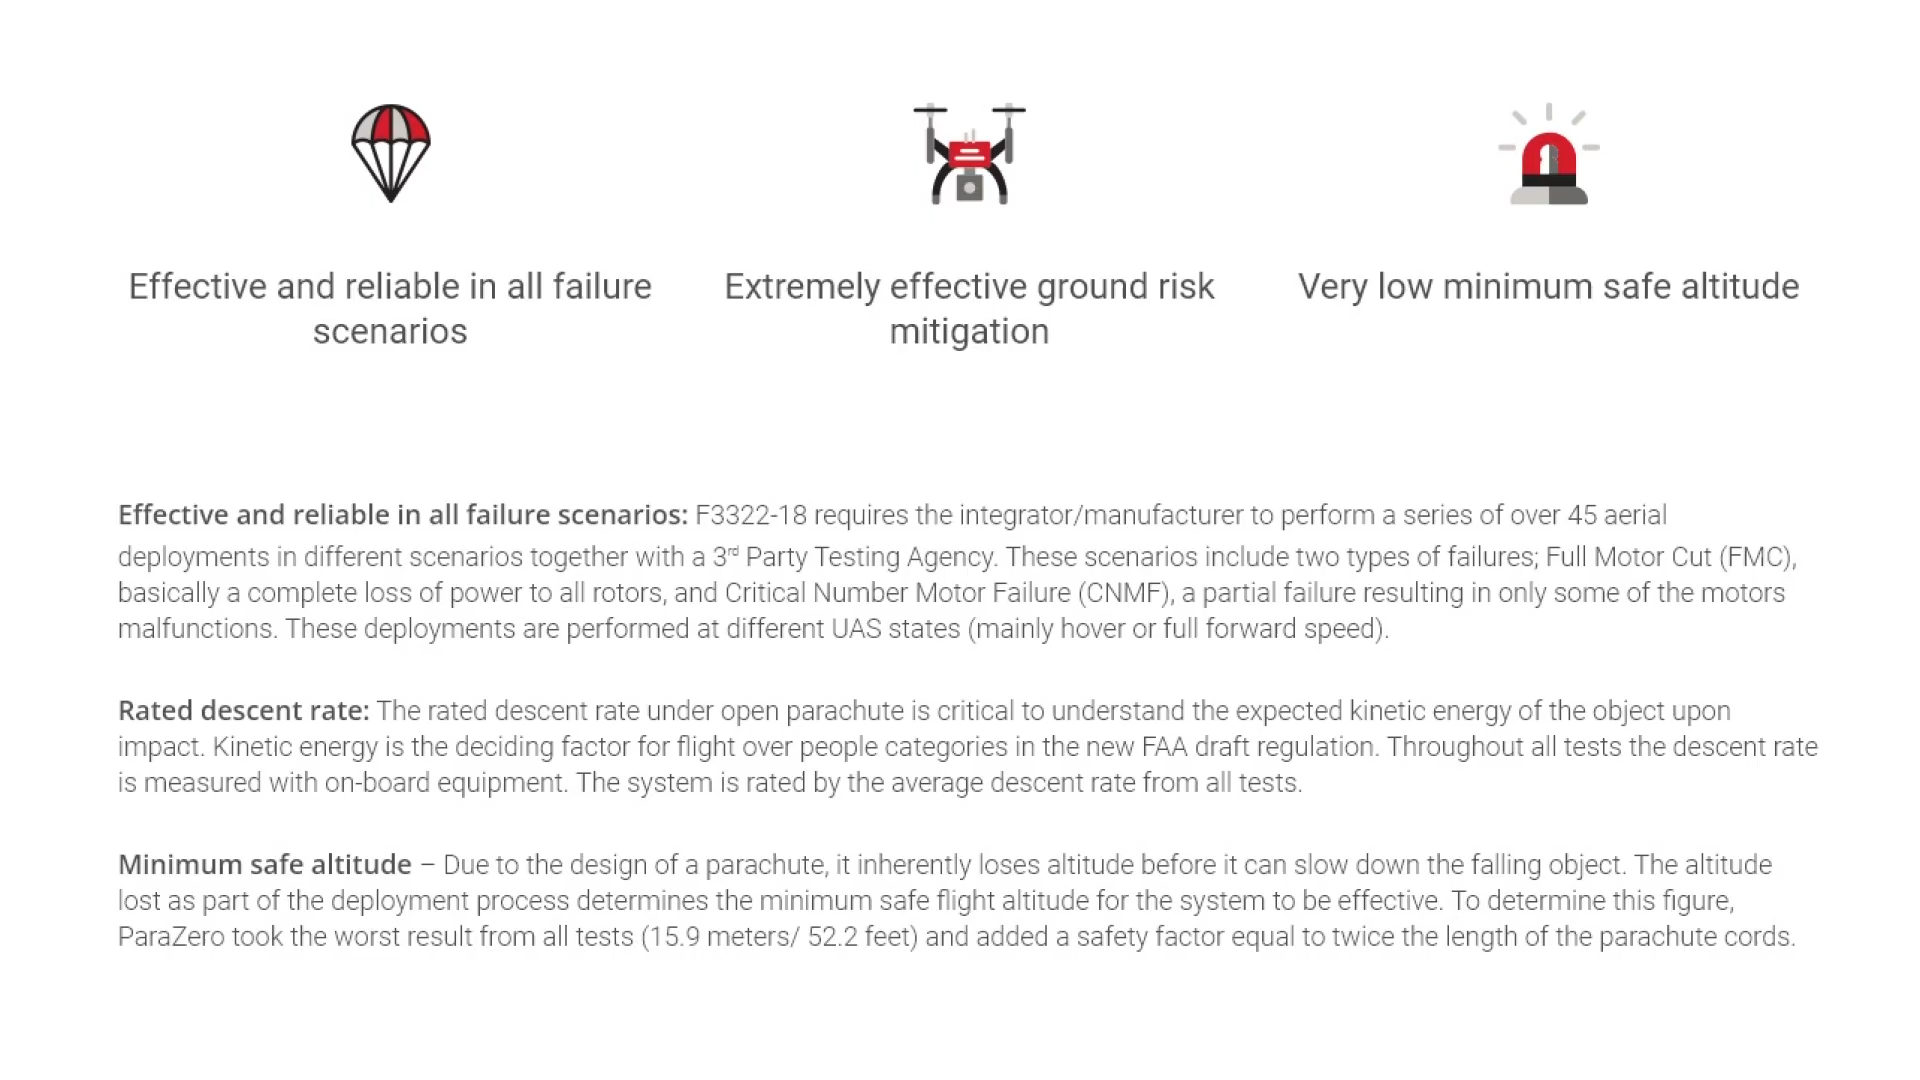 Effective and reliable in all failure
scenarios
Extremely effective ground risk
mitigation
Very low minimum safe altitude
Effective and reliable in all failure scenarios: F3322-18 requires the integrator/manufacturer to perform a series of over 45 aerial
deployments in different scenarios together with a 3rd Party Testing Agency. These scenarios include two types of failures; Full Motor Cut (FMC),
basically a complete loss of power to all rotors, and Critical Number Motor Failure (CNMF), a partial failure resulting in only some of the motors
malfunctions. These deployments are performed at different UAS states (mainly hover or full forward speed).
Rated descent rate: The rated descent rate under open parachute is critical to understand the expected kinetic energy of the object upon
impact. Kinetic energy is the deciding factor for flight over people categories in the new FAA draft regulation. Throughout all tests the descent rate
is measured with on-board equipment. The system is rated by the average descent rate from all tests.
Minimum safe altitude – Due to the design of a parachute, it inherently loses altitude before it can slow down the falling object. The altitude
lost as part of the deployment process determines the minimum safe flight altitude for the system to be effective. To determine this figure,
ParaZero took the worst result from all tests (15.9 meters/ 52.2 feet) and added a safety factor equal to twice the length of the parachute cords.